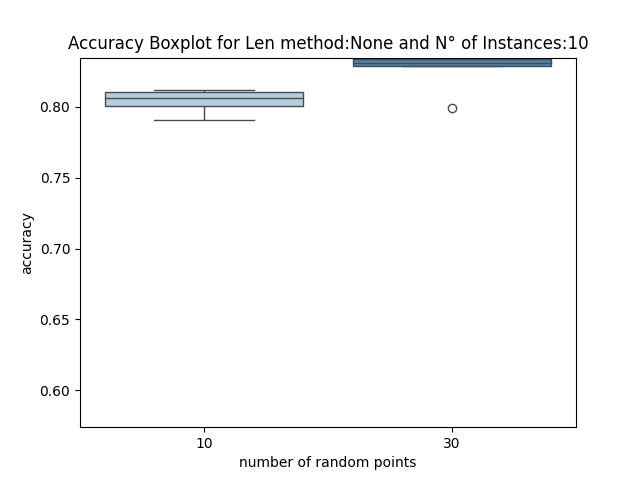 Accuracy Boxplot for Len method:None and N° of Instances:10
accuracy
0.80
0.75
0.70
0.65
0.60
10 30
number of random points